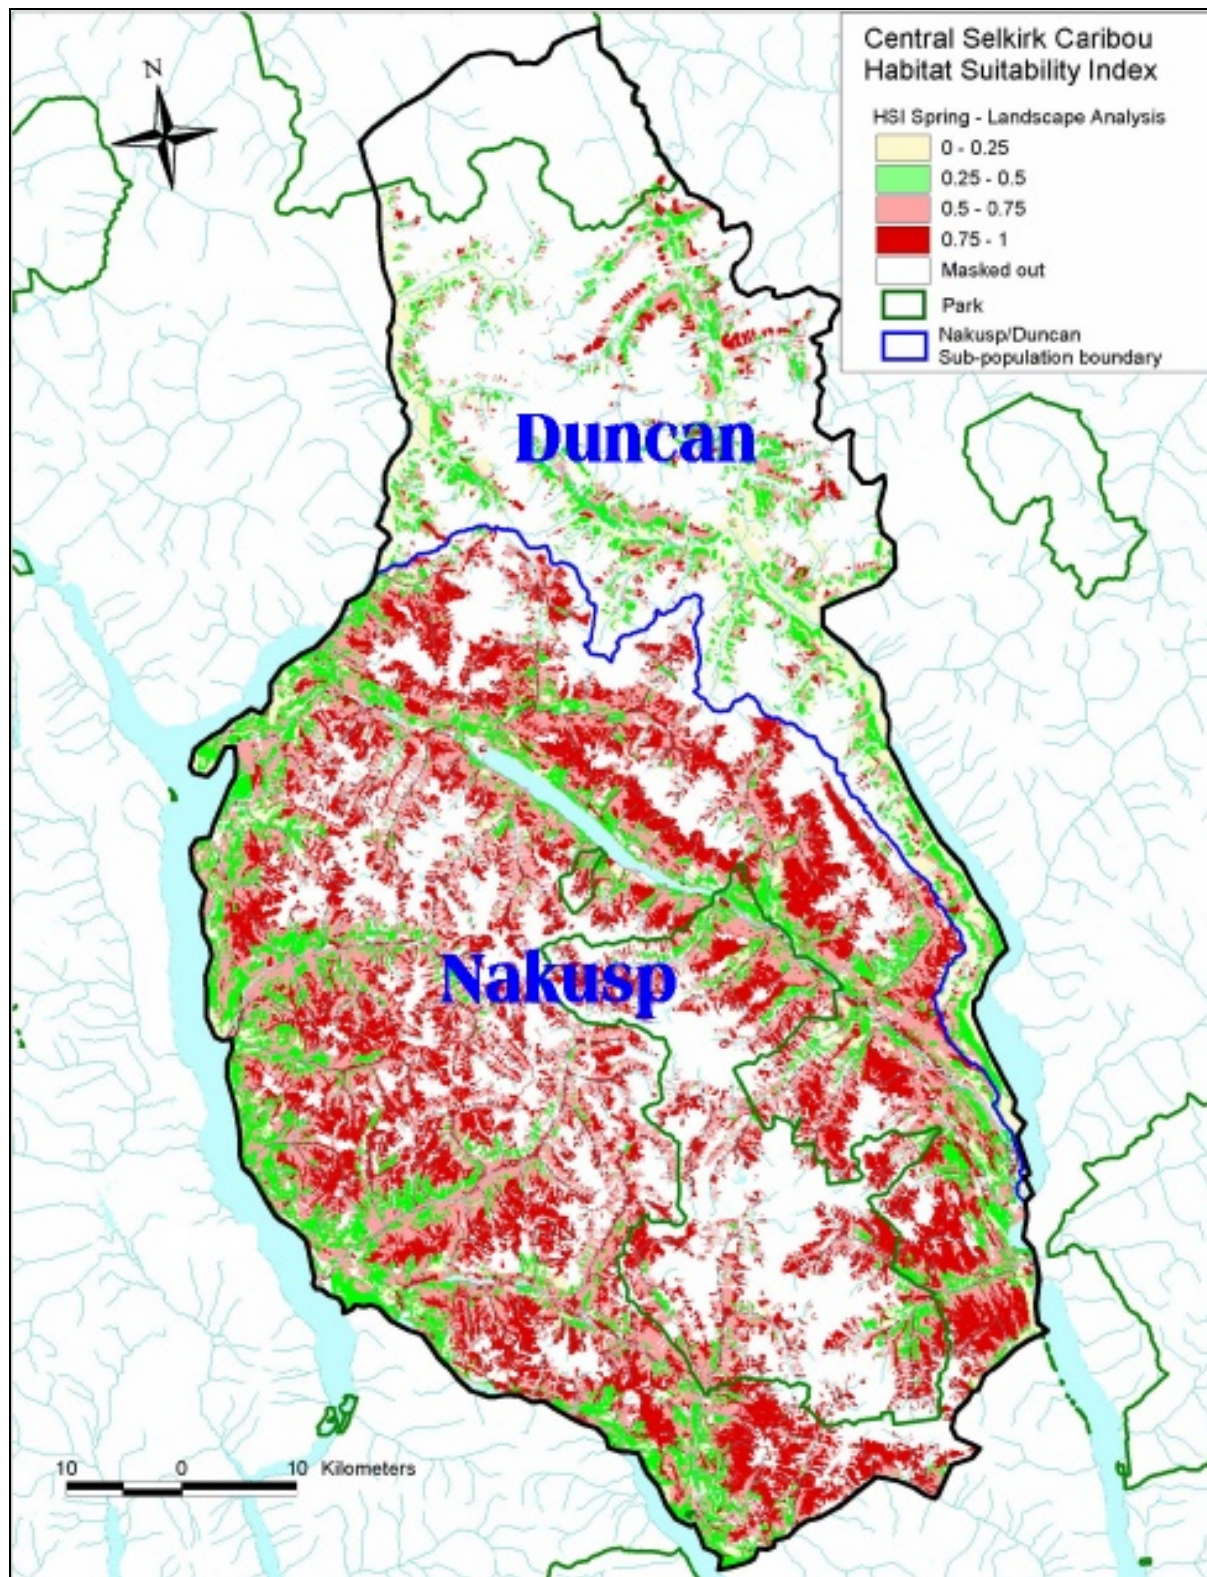 Central Selkirk Caribou
Habitat Suitability Index
N
HSI Spring - Landscape Analysis
0 - 0.25
0.25 - 0.5
0.5 - 0.75
0.75 - 1
Masked out
Park
Nakusp/Duncan
Sub-population boundary
Duncan
Nakusp
10 0 10 Kilometers